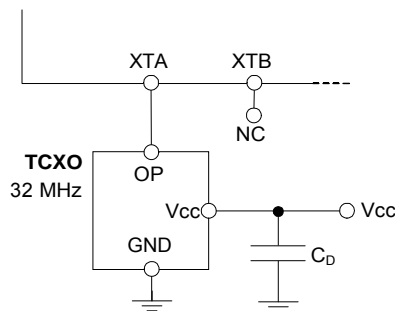 XTA XTB
NC
TCXO
32 MHz
OP
Vcc
Vcc
GND
CD